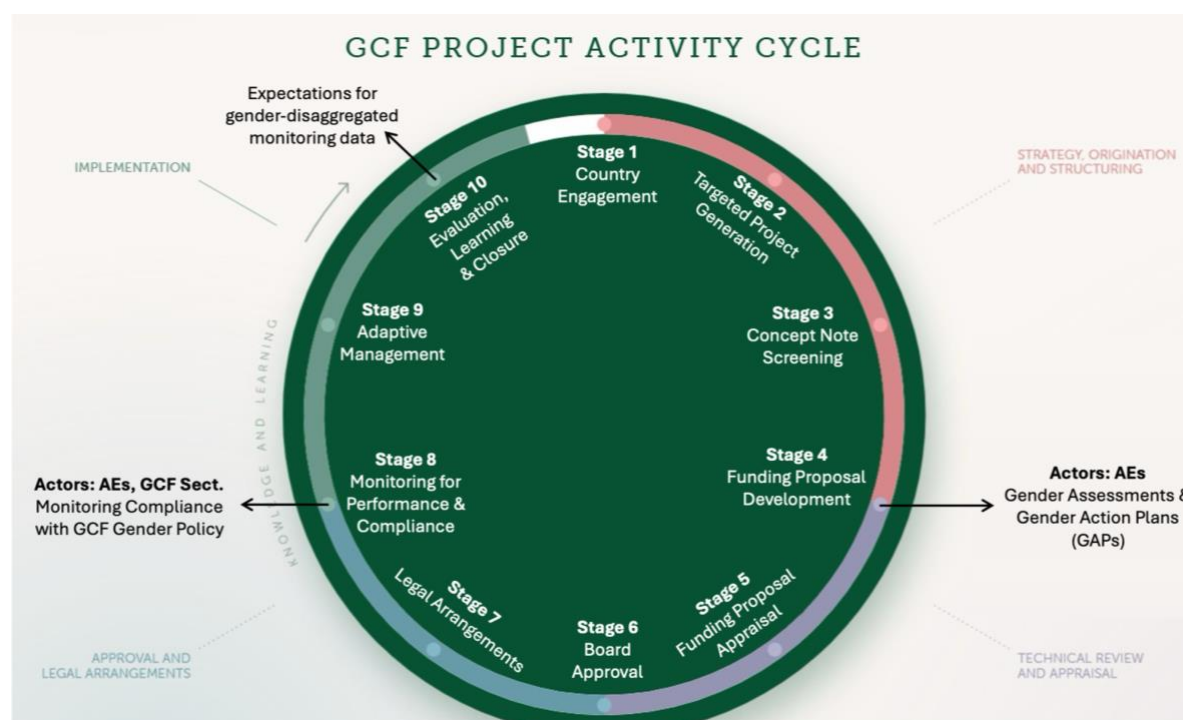 GCF PROJECT ACTIVITY CYCLE
Expectations for
gender-disaggregated
monitoring data
IMPLEMENTATION
STRATEGY, ORIGINATION
AND STRUCTURING
Stage 1
Country
Engagement
Stage 2
Targeted Project
Generation
Stage 3
Concept Note
Screening
Stage 4
Funding Proposal
Development
Actors: AEs
Gender Assessments &
Gender Action Plans
(GAPs)
Stage 5
Funding Proposal
Appraisal
TECHNICAL REVIEW
AND APPRAISAL
Stage 6
Board
Approval
Stage 7
Legal Arrangements
APPROVAL AND
LEGAL ARRANGEMENTS
Stage 8
Monitoring for
Performance &
Compliance
Actors: AEs, GCF Sect.
Monitoring Compliance
with GCF Gender Policy
KNOWLEDGE AND LEARNING
Stage 9
Adaptive
Management
Stage 10
Evaluation,
Learning
& Closure